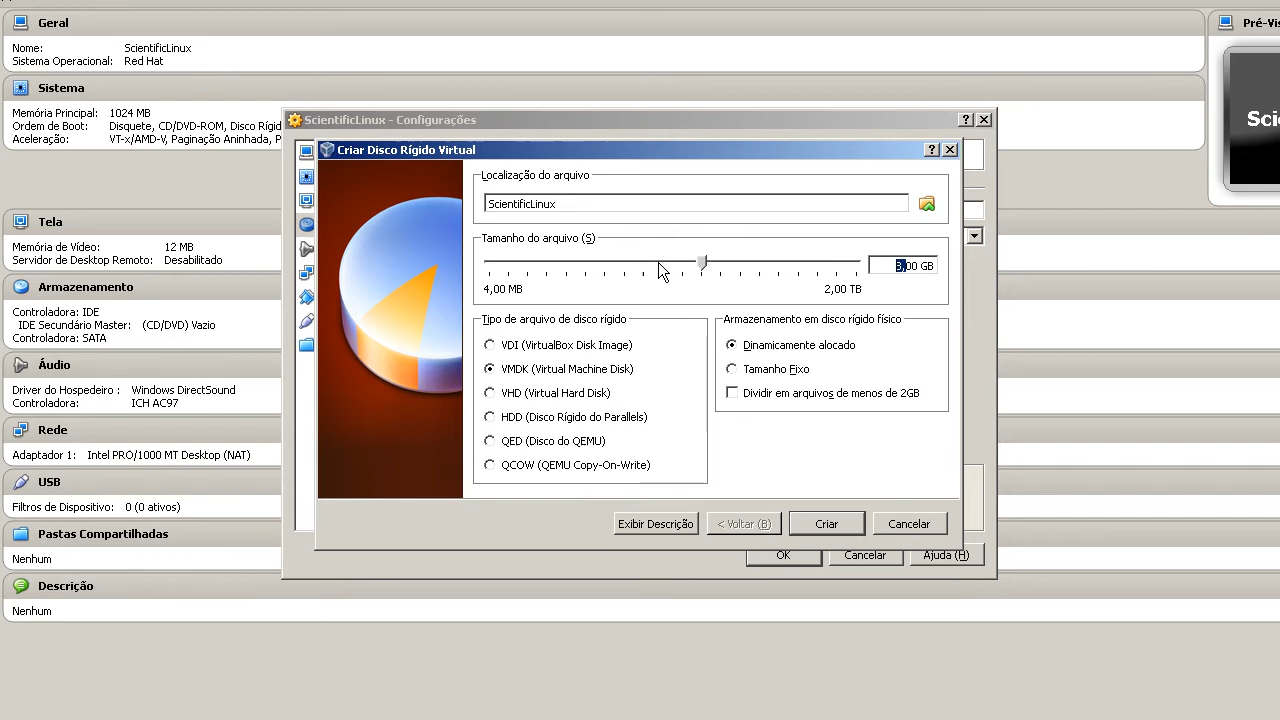 Geral
Pré-Vis
Nome: ScientificLinux
Sistema Operacional: Red Hat
Sistema
Memória Principal: 1024 MB
Ordem de Boot: Disquete, CD/DVD-ROM, Disco Rígid
Aceleração: VT-x/AMD-V, Paginação Aninhada, P
Scie
ScientificLinux - Configurações
Criar Disco Rígido Virtual
Localização do arquivo
ScientificLinux
Tamanho do arquivo (S)
4,00 MB
2,00 TB
,00 GB
Tipo de arquivo de disco rígido
VDI (VirtualBox Disk Image)
VMDK (Virtual Machine Disk)
VHD (Virtual Hard Disk)
HDD (Disco Rígido do Parallels)
QED (Disco do QEMU)
QCOW (QEMU Copy-On-Write)
Armazenamento em disco rígido físico
Dinamicamente alocado
Tamanho Fixo
Dividir em arquivos de menos de 2GB
Exibir Descrição
< Voltar (B)
Criar
Cancelar
OK
Cancelar
Ajuda (H)
Tela
Memória de Vídeo: 12 MB
Servidor de Desktop Remoto: Desabilitado
Armazenamento
Controladora: IDE
IDE Secundário Master: (CD/DVD) Vazio
Controladora: SATA
Áudio
Driver do Hospedeiro : Windows DirectSound
Controladora: ICH AC97
Rede
Adaptador 1: Intel PRO/1000 MT Desktop (NAT)
USB
Filtros de Dispositivo: 0 (0 ativos)
Pastas Compartilhadas
Nenhum
Descrição
Nenhum